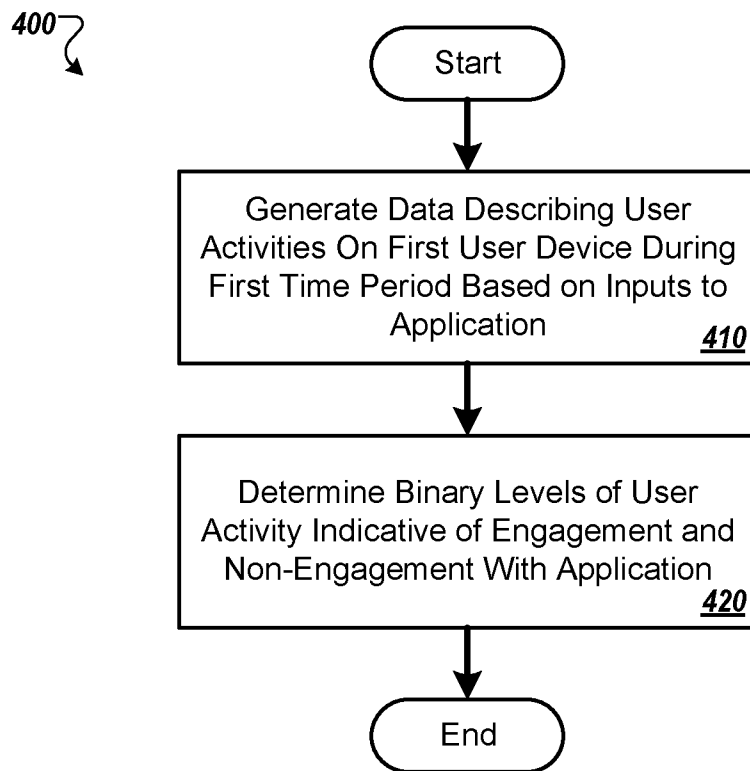 400
Start
Generate Data Describing User
Activities On First User Device During
First Time Period Based on Inputs to
Application
410
Determine Binary Levels of User
Activity Indicative of Engagement and
Non-Engagement With Application
420
End